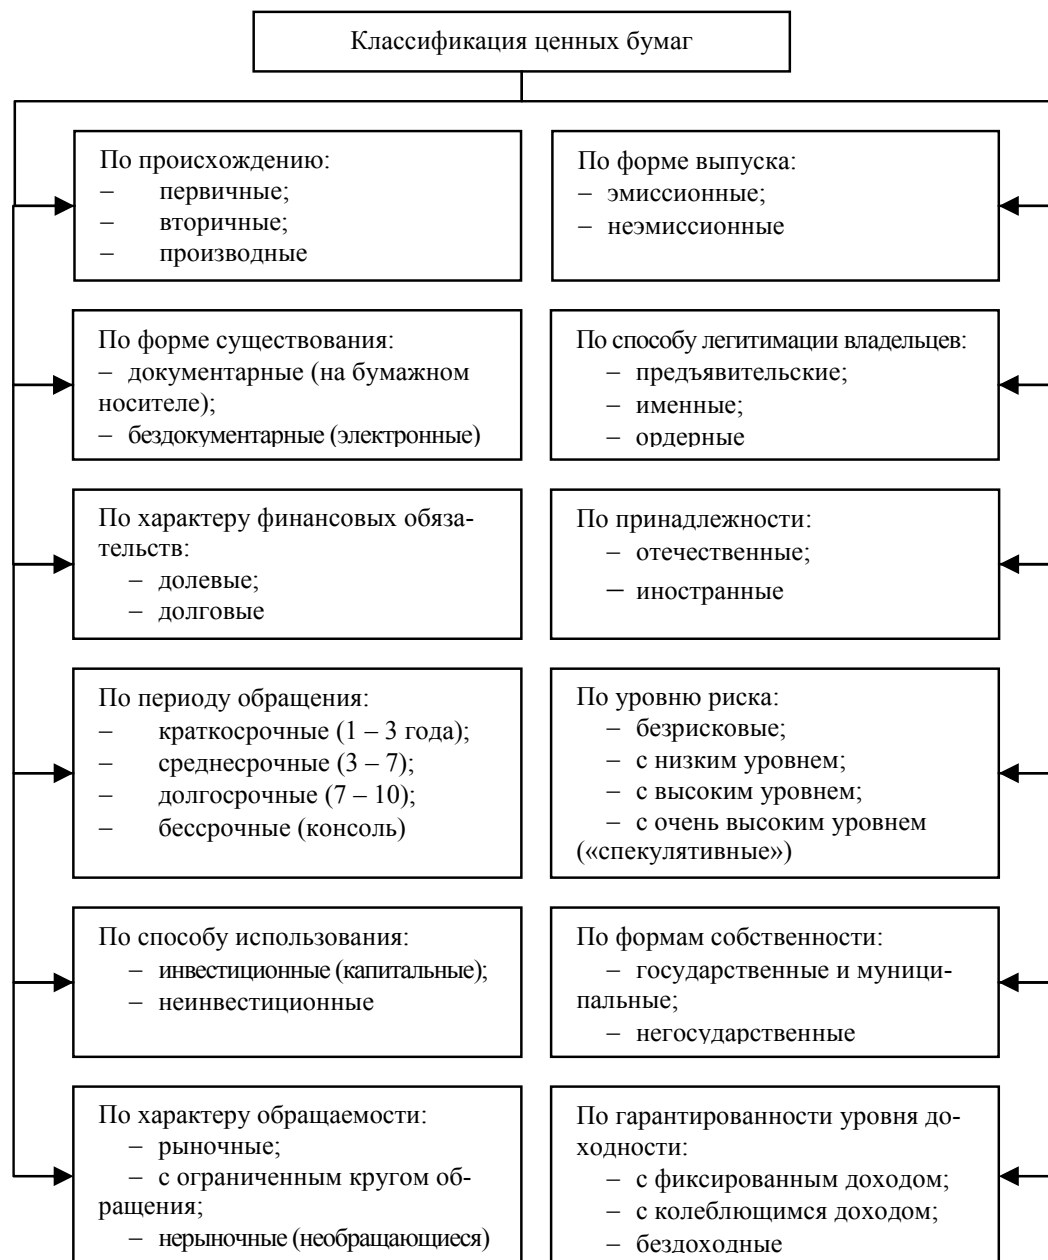 Классификация ценных бумаг
По происхождению:
– первичные;
– вторичные;
– производные
По форме выпуска:
– эмиссионные;
– неэмиссионные
По форме существования:
– документарные (на бумажном
носителе);
– бездокументарные (электронные)
По способу легитимации владельцев:
– предъявительские;
– именные;
– ордерные
По характеру финансовых обяза-
тельств:
– долевые;
– долговые
По принадлежности:
– отечественные;
– иностранные
По периоду обращения:
– краткосрочные (1 – 3 года);
– среднесрочные (3 – 7);
– долгосрочные (7 – 10);
– бессрочные (консоль)
По уровню риска:
– безрисковые;
– с низким уровнем;
– с высоким уровнем;
– с очень высоким уровнем
(«спекулятивные»)
По способу использования:
– инвестиционные (капитальные);
– неинвестиционные
По формам собственности:
– государственные и муници-
пальные;
– негосударственные
По характеру обращаемости:
– рыночные;
– с ограниченным кругом об-
ращения;
– нерыночные (необращающиеся)
По гарантированности уровня до-
ходности:
– с фиксированным доходом;
– с колеблющимся доходом;
– бездоходные